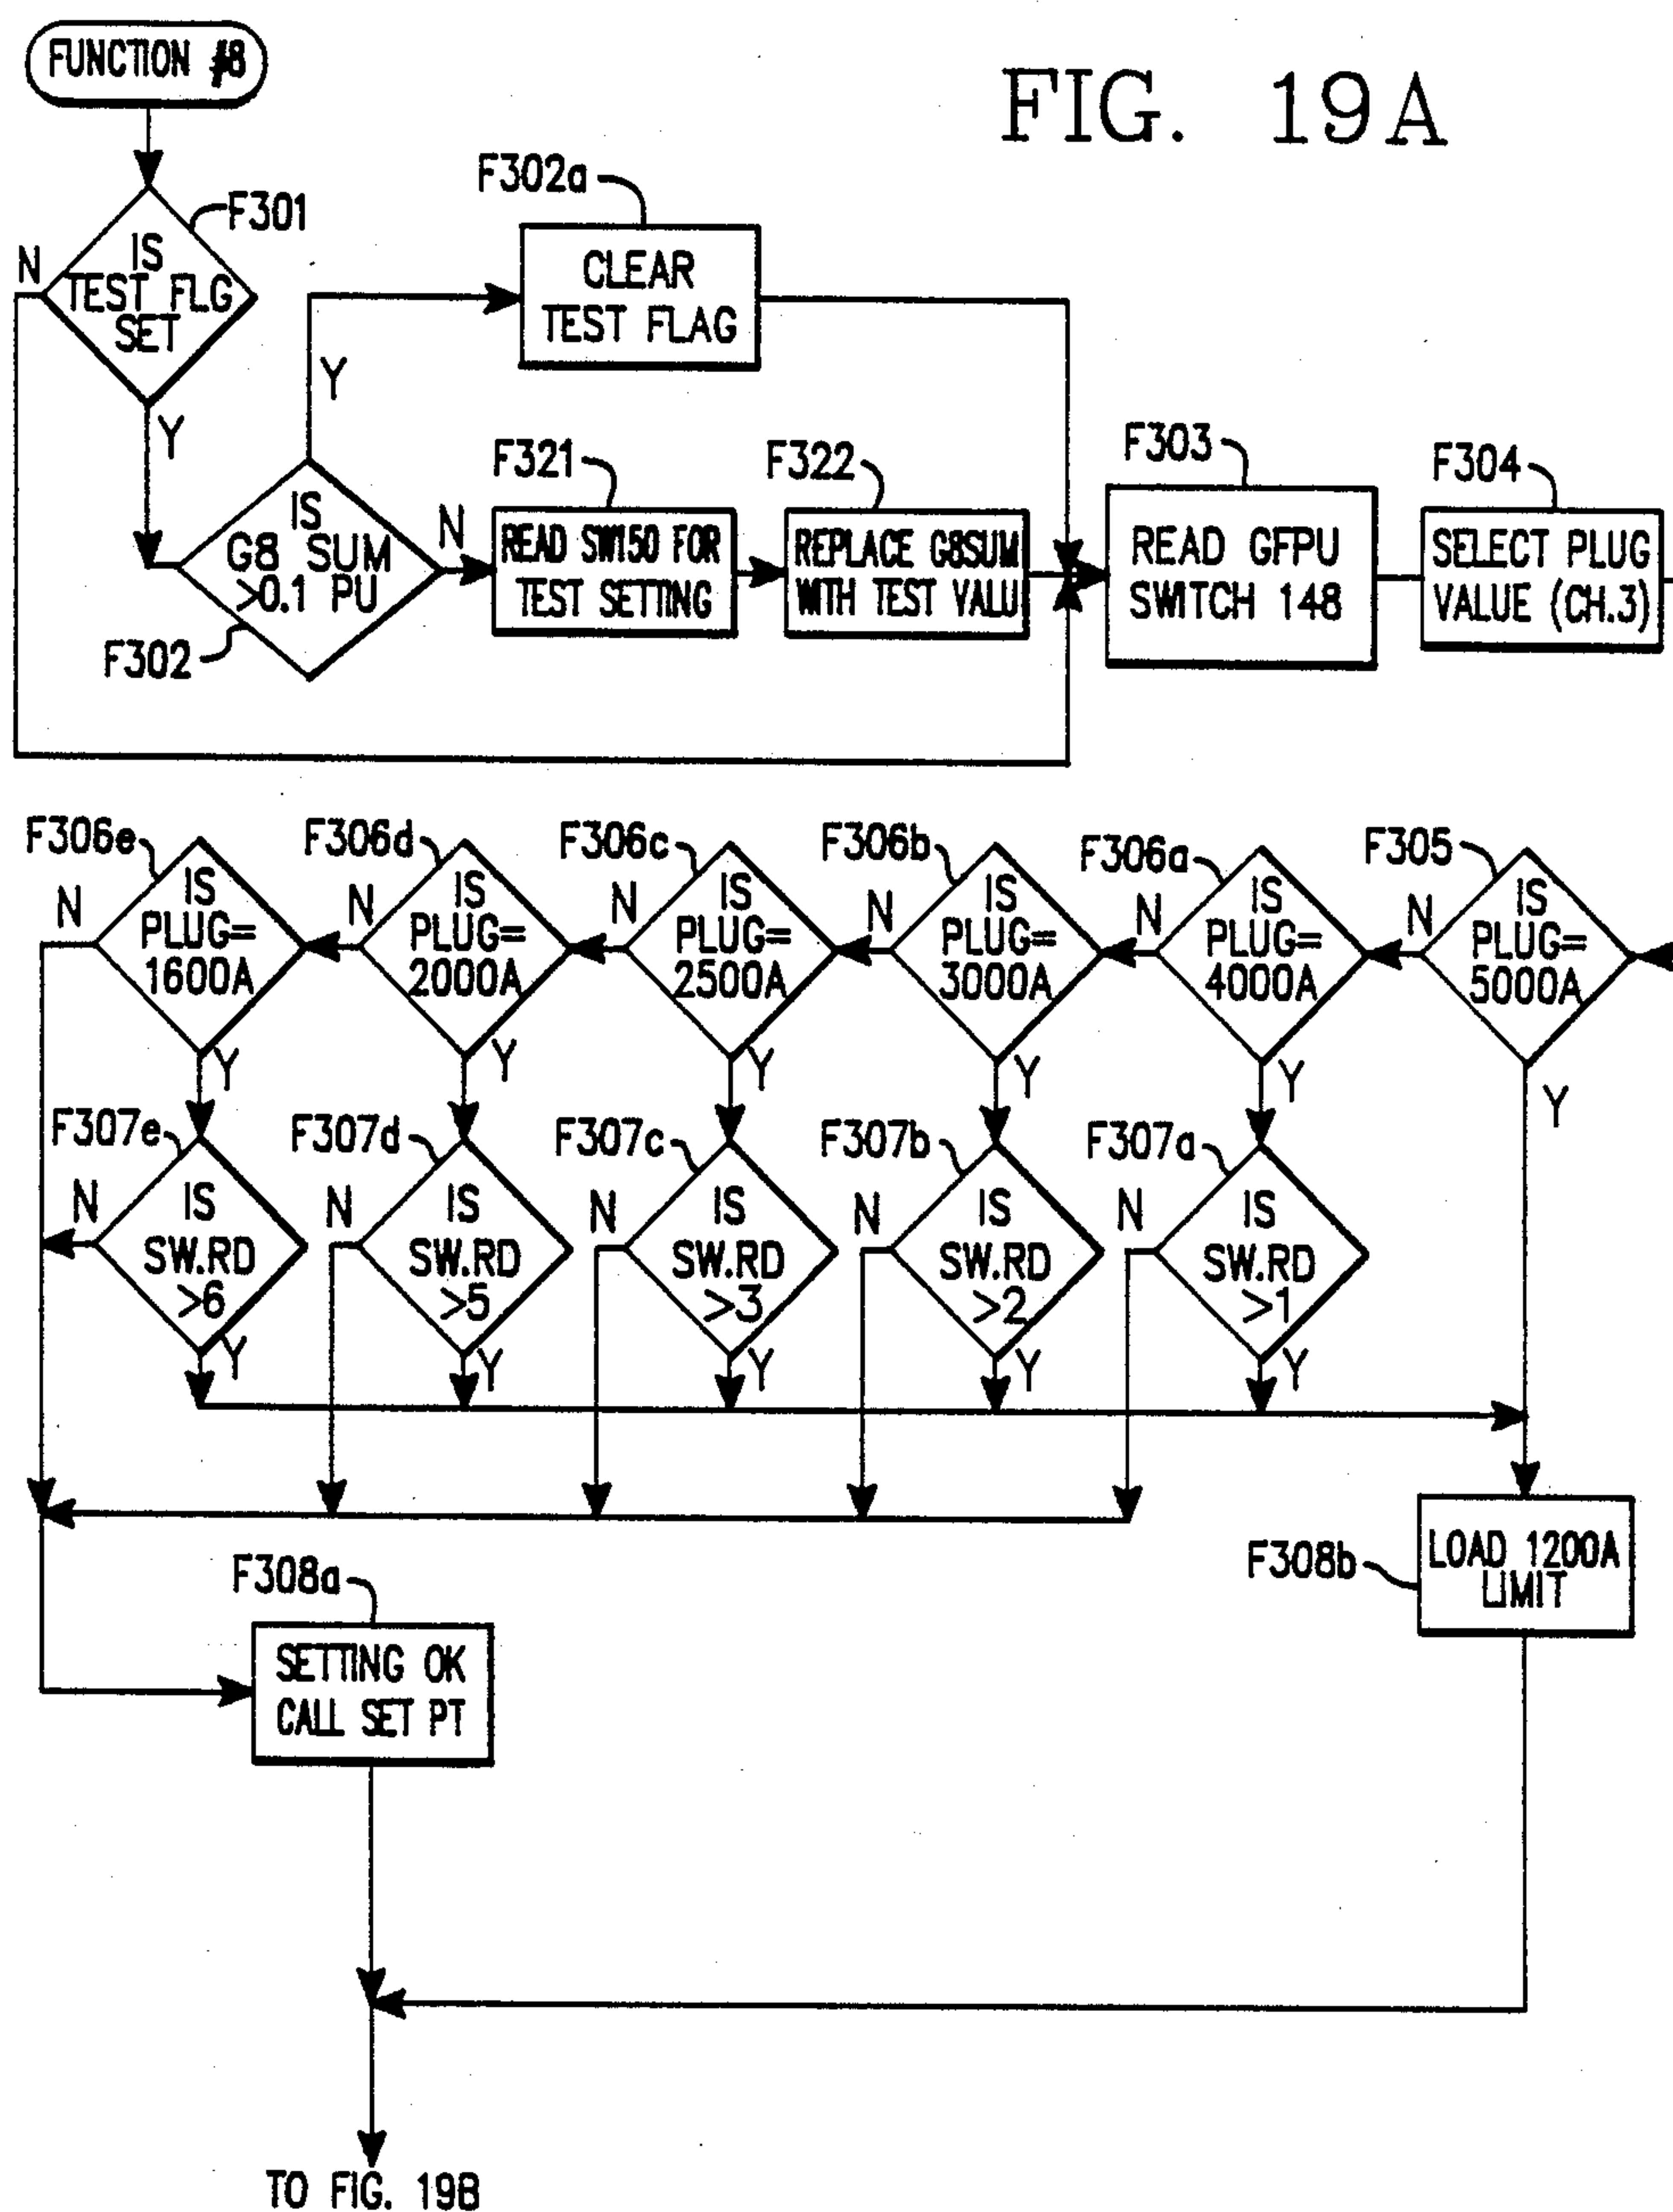 FUNCTION #8
FIG. 19A
F301
IS
TEST FLG
SET
N
Y
F302a
CLEAR
TEST FLAG
Y
IS
G8 SUM
>0.1 PU
F302
N
F321
READ SW150 FOR
TEST SETTING
F322
REPLACE G8SUM
WITH TEST VALU
F303
READ GFPU
SWITCH 148
F304
SELECT PLUG
VALUE (CH.3)
F306e
N
IS
PLUG=
1600A
Y
F306d
N
IS
PLUG=
2000A
Y
F306c
N
IS
PLUG=
2500A
Y
F306b
N
IS
PLUG=
3000A
Y
F306a
N
IS
PLUG=
4000A
Y
F305
N
IS
PLUG=
5000A
Y
F307e
N
IS
SW.RD
>6
Y
F307d
N
IS
SW.RD
>5
Y
F307c
N
IS
SW.RD
>3
Y
F307b
N
IS
SW.RD
>2
Y
F307a
N
IS
SW.RD
>1
Y
F308a
SETTING OK
CALL SET PT
F308b
LOAD 1200A
LIMIT
TO FIG. 19B